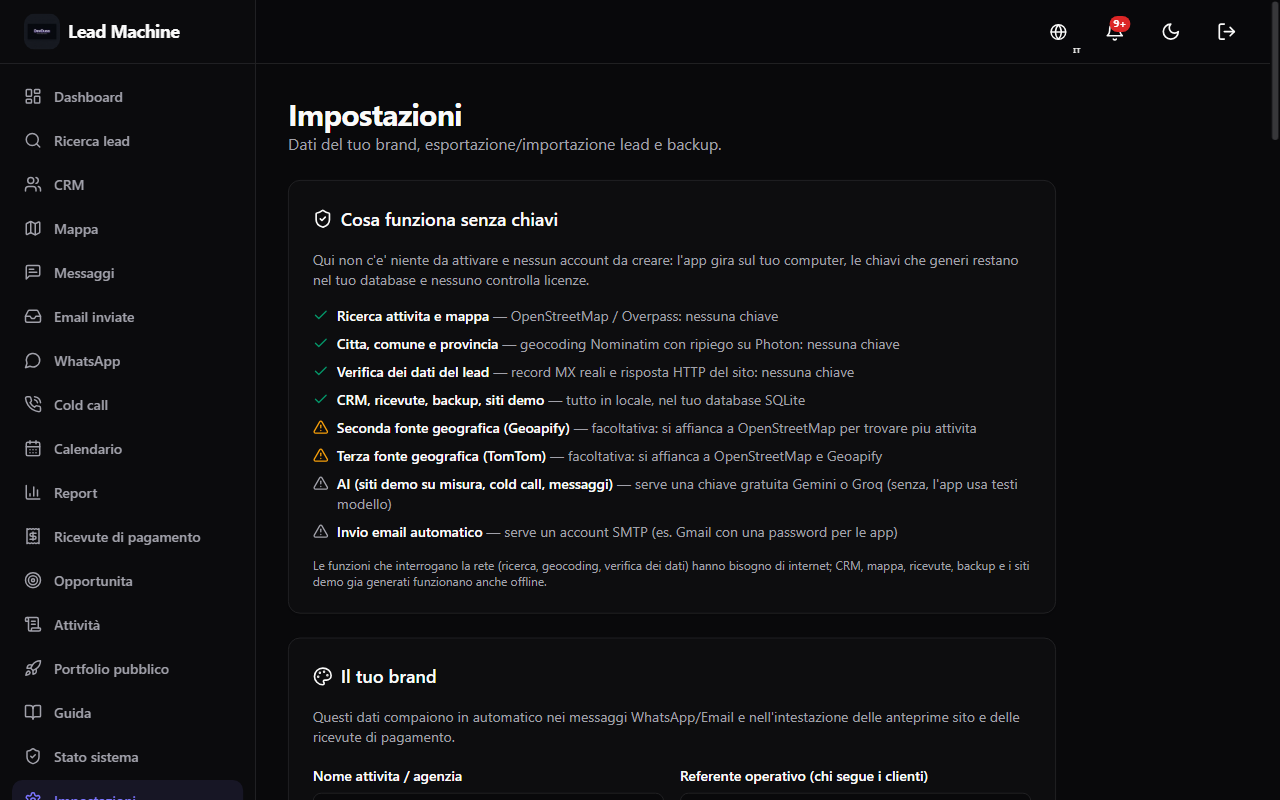 Lead Machine
9+
IT
Dashboard
Ricerca lead
CRM
Mappa
Messaggi
Email inviate
WhatsApp
Cold call
Calendario
Report
Ricevute di pagamento
Opportunita
Attività
Portfolio pubblico
Guida
Stato sistema
Impostazioni
Impostazioni
Dati del tuo brand, esportazione/importazione lead e backup.
Cosa funziona senza chiavi
Qui non c'e' niente da attivare e nessun account da creare: l'app gira sul tuo computer, le chiavi che generi restano
nel tuo database e nessuno controlla licenze.
Ricerca attivita e mappa — OpenStreetMap / Overpass: nessuna chiave
Citta, comune e provincia — geocoding Nominatim con ripiego su Photon: nessuna chiave
Verifica dei dati del lead — record MX reali e risposta HTTP del sito: nessuna chiave
CRM, ricevute, backup, siti demo — tutto in locale, nel tuo database SQLite
Seconda fonte geografica (Geoapify) — facoltativa: si affianca a OpenStreetMap per trovare piu attivita
Terza fonte geografica (TomTom) — facoltativa: si affianca a OpenStreetMap e Geoapify
AI (siti demo su misura, cold call, messaggi) — serve una chiave gratuita Gemini o Groq (senza, l'app usa testi
modello)
Invio email automatico — serve un account SMTP (es. Gmail con una password per le app)
Le funzioni che interrogano la rete (ricerca, geocoding, verifica dei dati) hanno bisogno di internet; CRM, mappa, ricevute, backup e i siti
demo gia generati funzionano anche offline.
Il tuo brand
Questi dati compaiono in automatico nei messaggi WhatsApp/Email e nell'intestazione delle anteprime sito e delle
ricevute di pagamento.
Nome attivita / agenzia
Referente operativo (chi segue i clienti)